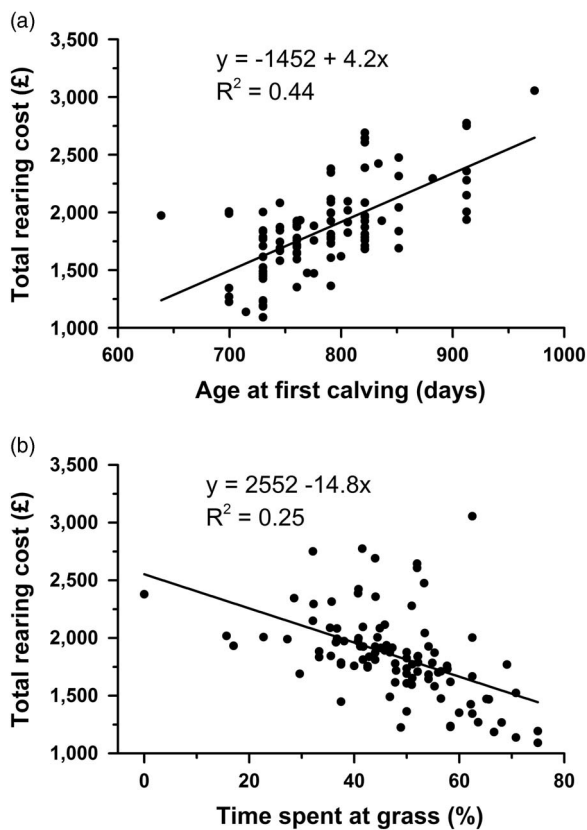 (a)
3,500
3,000
2,500
2,000
1,500
1,000
Total rearing cost (£)
y = -1452 + 4.2x
R² = 0.44
600 700 800 900 1000
Age at first calving (days)
(b)
3,500
3,000
2,500
2,000
1,500
1,000
Total rearing cost (£)
y = 2552 -14.8x
R² = 0.25
0 20 40 60 80
Time spent at grass (%)